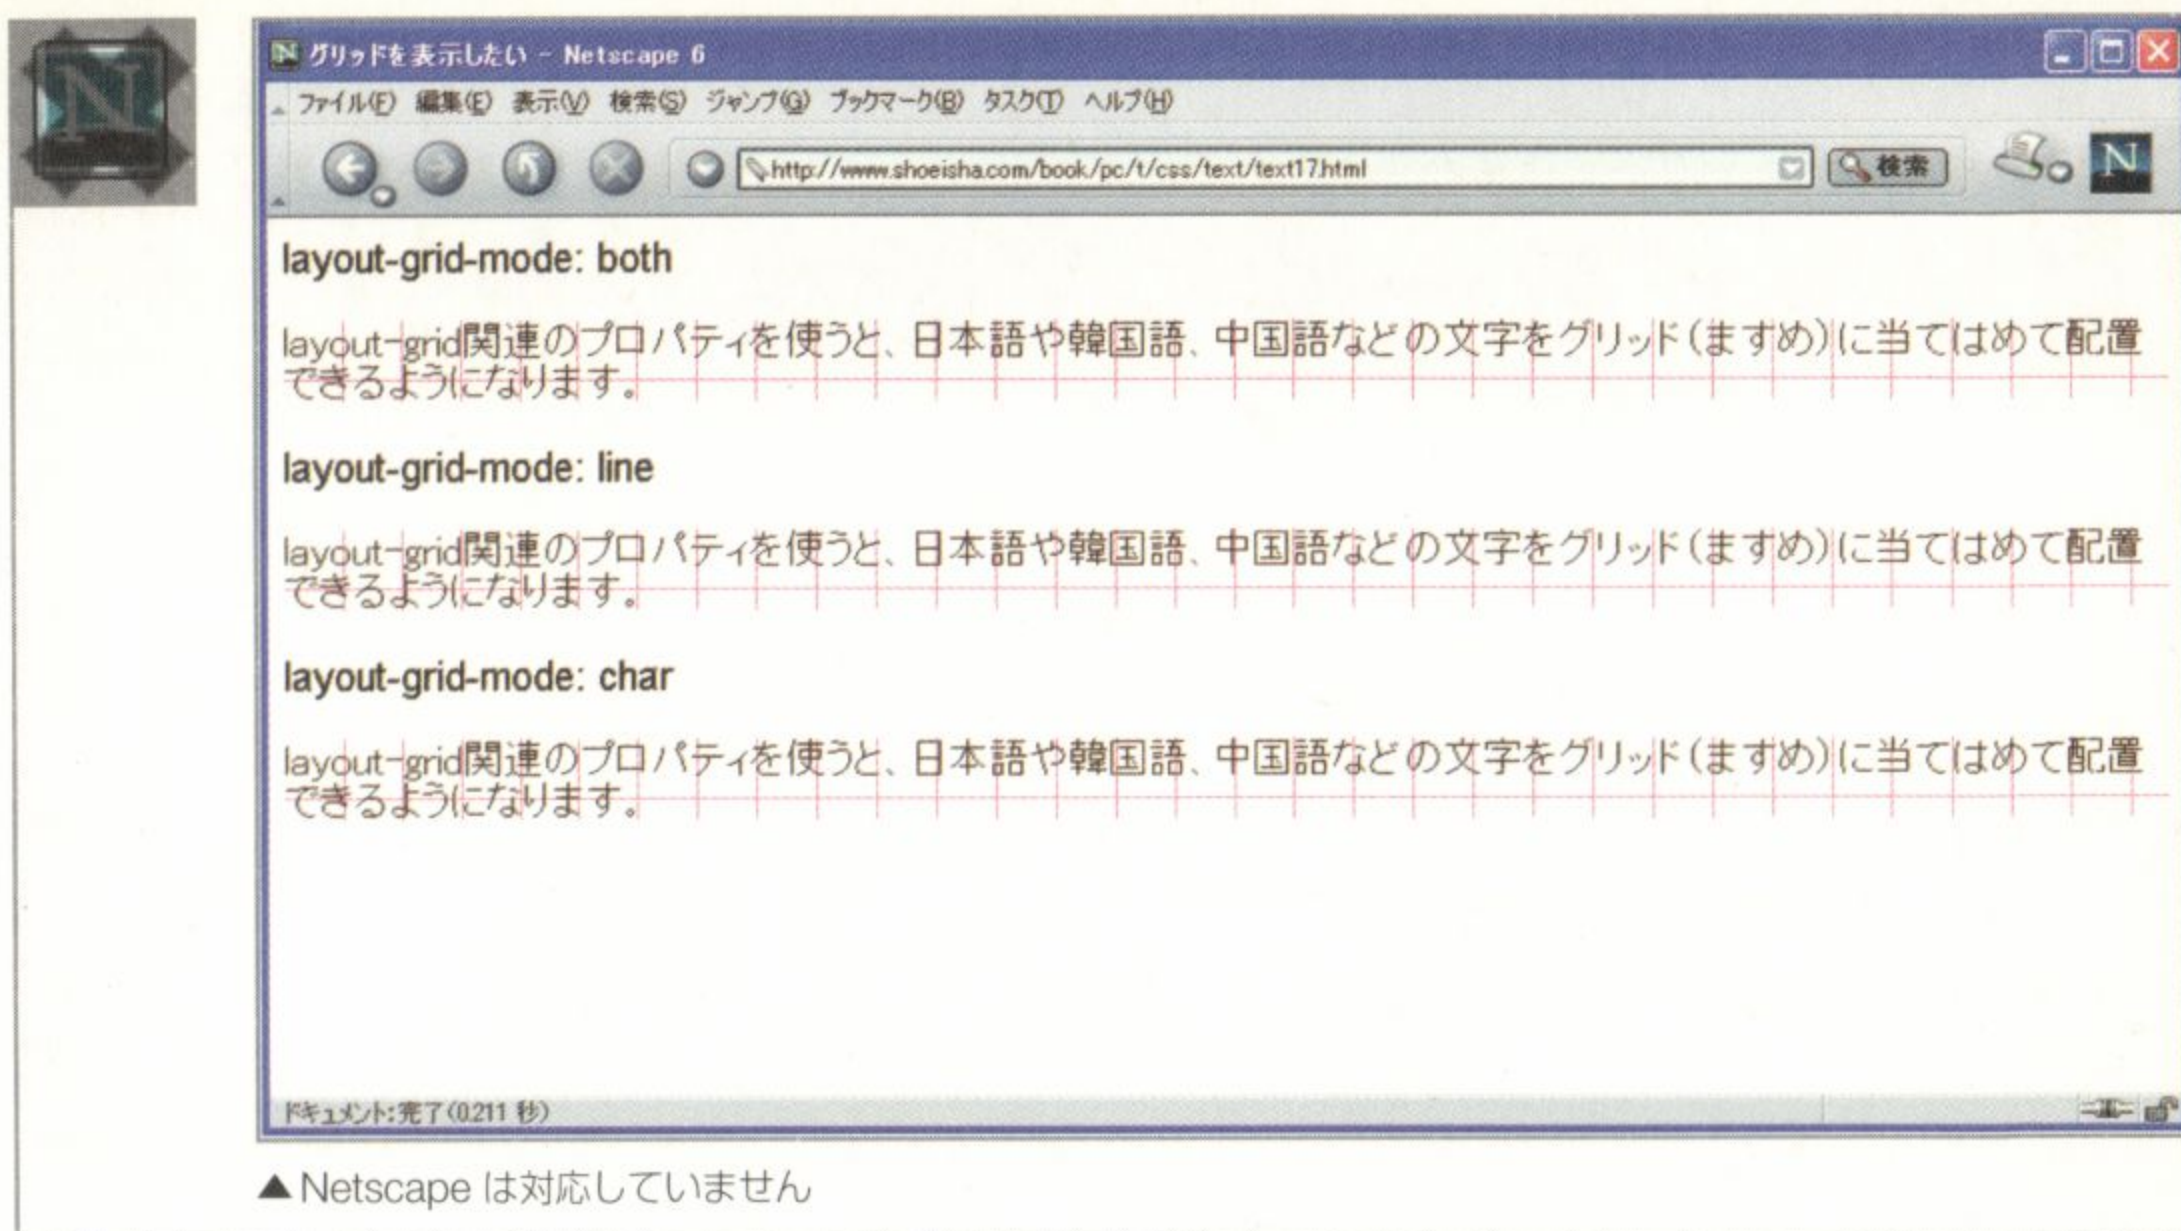 N
グリッドを表示したい - Netscape 6
ファイル(F) 編集(E) 表示(V) 検索(S) ジャンプ(G) ブックマーク(B) タスク(T) ヘルプ(H)
http://www.shoeisha.com/book/pc/t/css/text/text17.html 検索 N
layout-grid-mode: both
layout-grid関連のプロパティを使うと、日本語や韓国語、中国語などの文字をグリッド(ますめ)に当てはめて配置
できるようになります。
layout-grid-mode: line
layout-grid関連のプロパティを使うと、日本語や韓国語、中国語などの文字をグリッド(ますめ)に当てはめて配置
できるようになります。
layout-grid-mode: char
layout-grid関連のプロパティを使うと、日本語や韓国語、中国語などの文字をグリッド(ますめ)に当てはめて配置
できるようになります。
ドキュメント:完了(0.211 秒)
▲ Netscape は対応していません